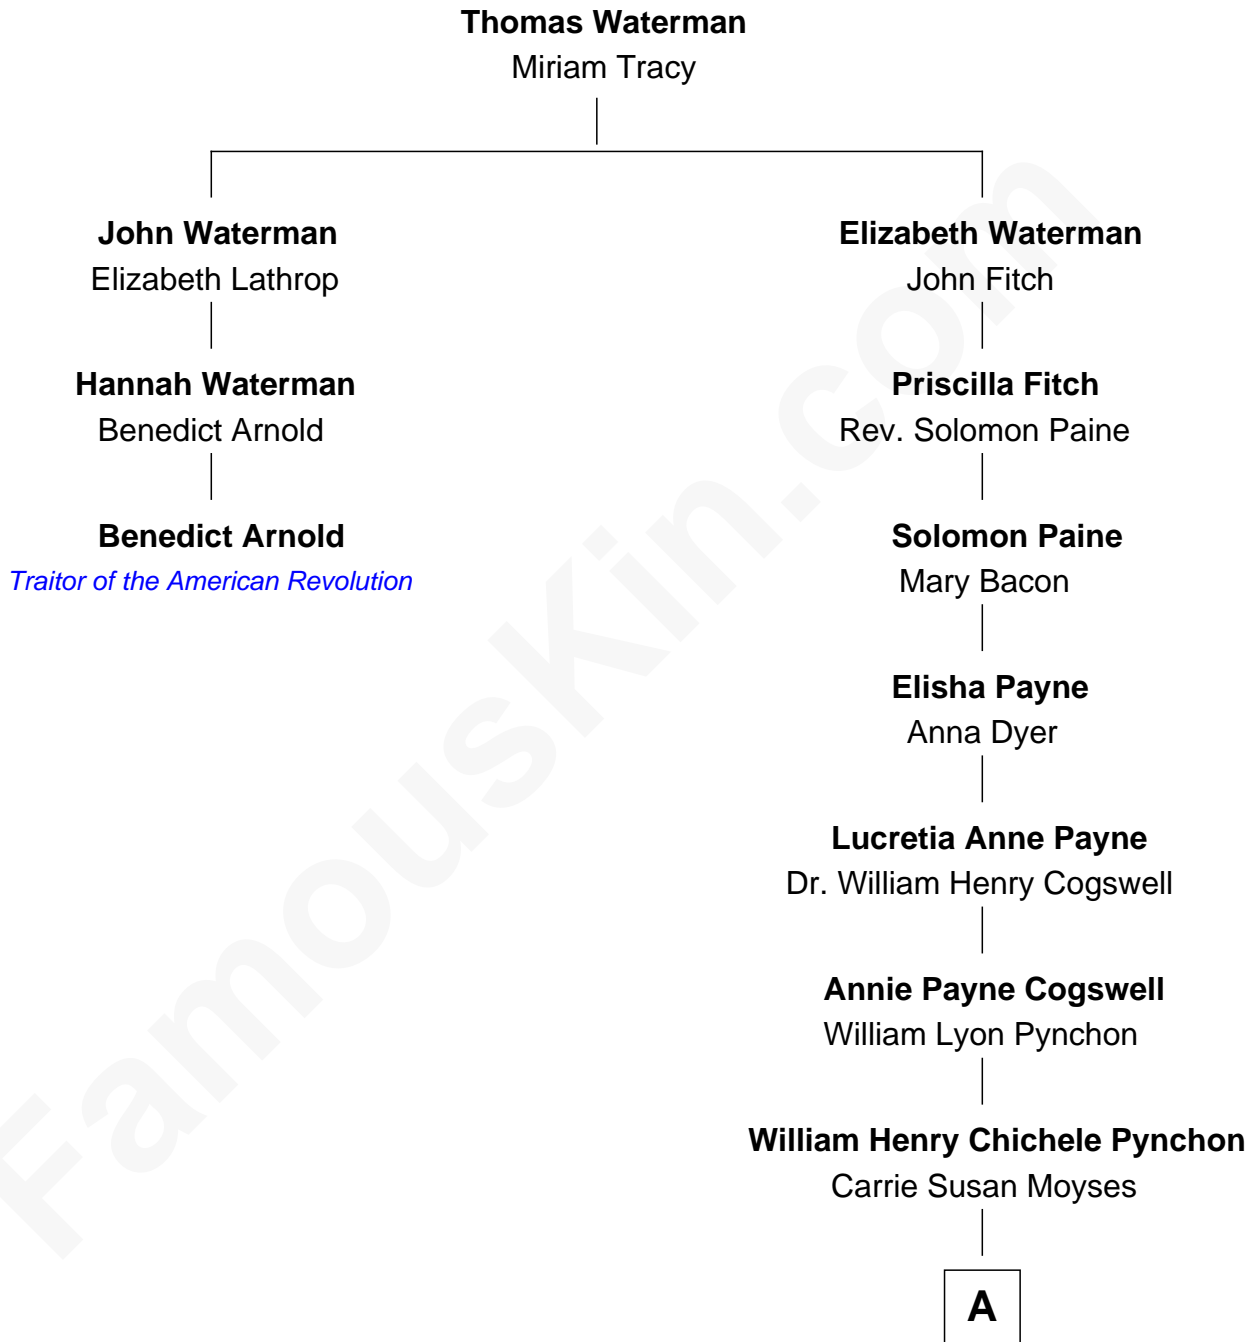 Thomas Waterman
Miriam Tracy
John Waterman
Elizabeth Lathrop
Hannah Waterman
Benedict Arnold
Benedict Arnold
Traitor of the American Revolution
Elizabeth Waterman
John Fitch
Priscilla Fitch
Rev. Solomon Paine
Solomon Paine
Mary Bacon
Elisha Payne
Anna Dyer
Lucretia Anne Payne
Dr. William Henry Cogswell
Annie Payne Cogswell
William Lyon Pynchon
William Henry Chichele Pynchon
Carrie Susan Moyses
A
FamousKin.com